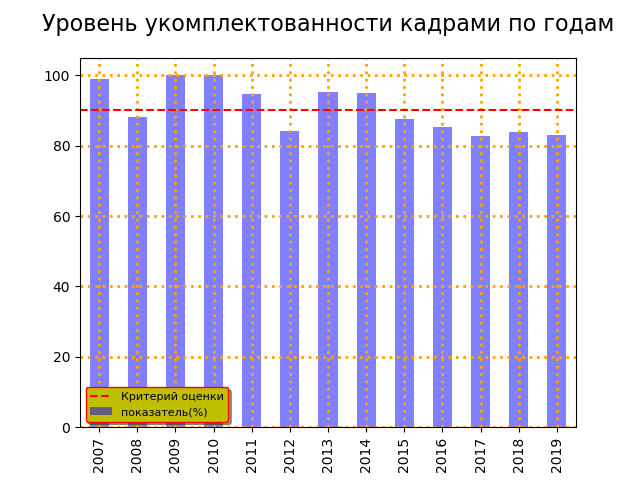 Уровень укомплектованности кадрами по годам
100
80
60
40
20
0
Критерий оценки
показатель(%)
2007 2008 2009 2010 2011 2012 2013 2014 2015 2016 2017 2018 2019